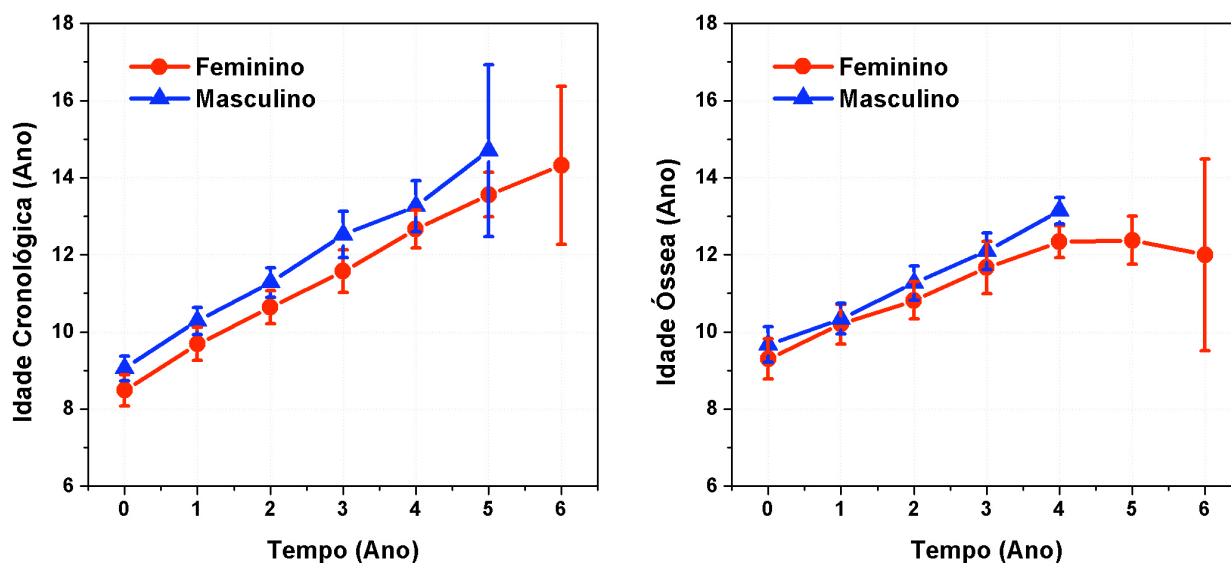 Idade Cronológica (Ano)
18
16
14
12
10
8
6
Feminino
Masculino
0 1 2 3 4 5 6
Tempo (Ano)
Idade Óssea (Ano)
18
16
14
12
10
8
6
Feminino
Masculino
0 1 2 3 4 5 6
Tempo (Ano)